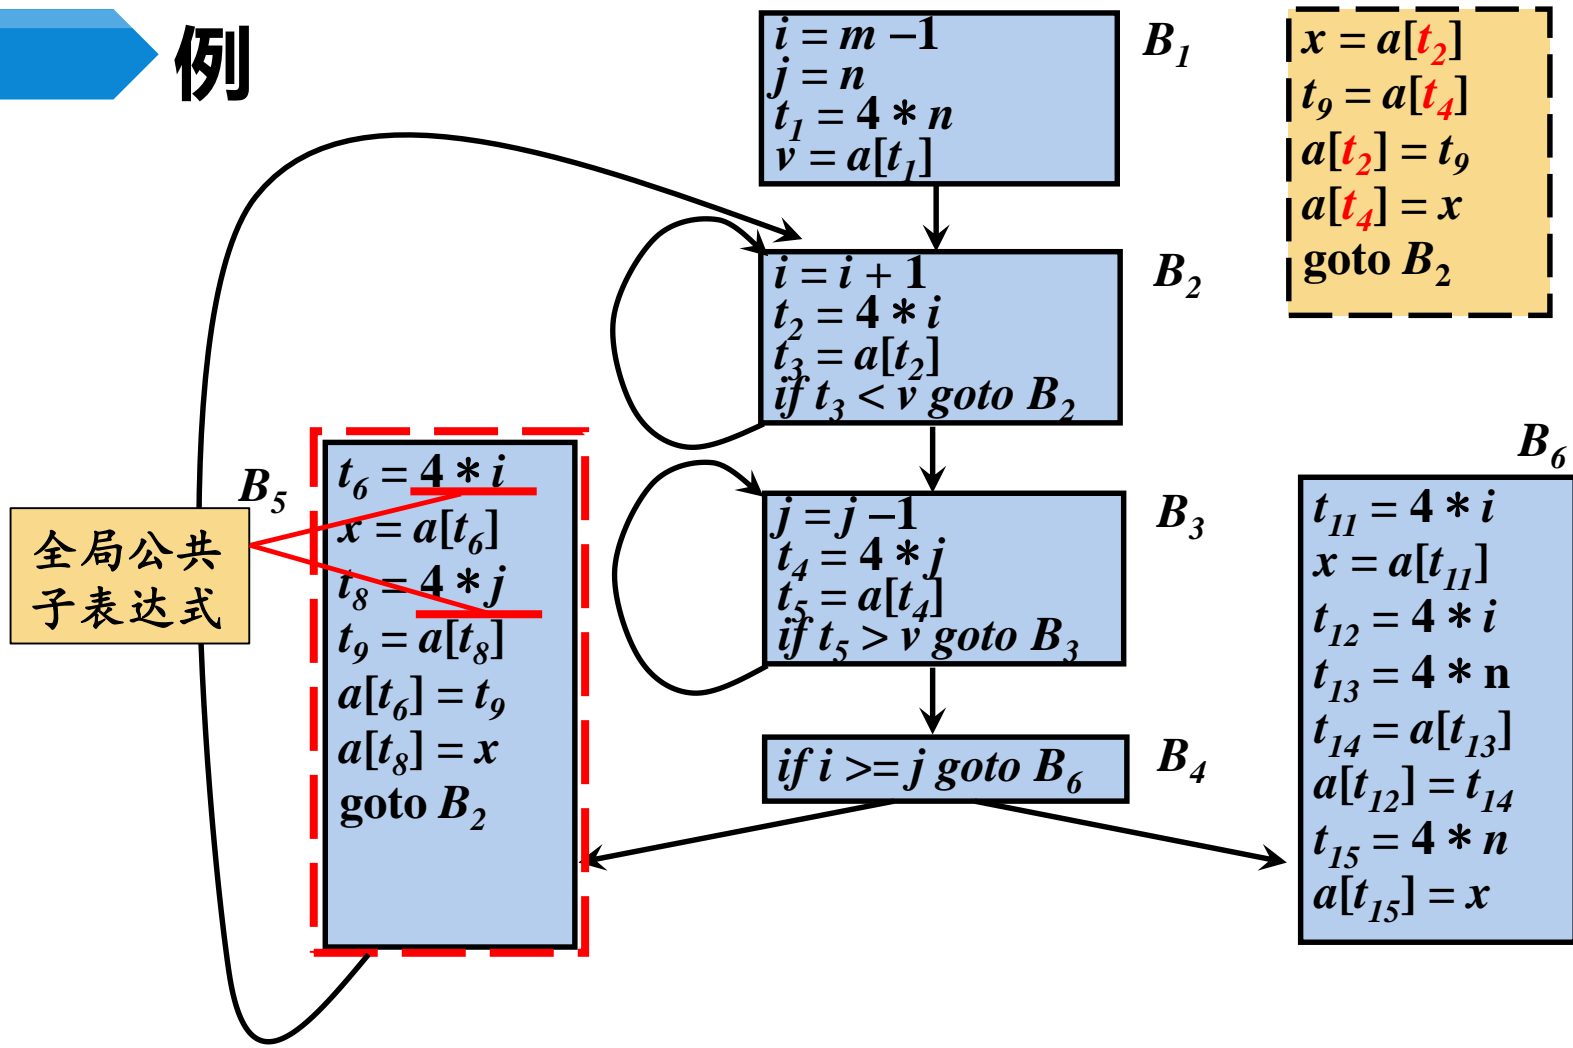 例
i = m −1
j = n
t₁ = 4 * n
v = a[t₁]
B₁
x = a[t₂]
t₉ = a[t₄]
a[t₂] = t₉
a[t₄] = x
goto B₂
i = i + 1
t₂ = 4 * i
t₃ = a[t₂]
if t₃ < v goto B₂
B₂
j = j −1
t₄ = 4 * j
t₅ = a[t₄]
if t₅ > v goto B₃
B₃
if i >= j goto B₆
B₄
全局公共
子表达式
B₅
t₆ = 4 * i
x = a[t₆]
t₈ = 4 * j
t₉ = a[t₈]
a[t₆] = t₉
a[t₈] = x
goto B₂
B₆
t₁₁ = 4 * i
x = a[t₁₁]
t₁₂ = 4 * i
t₁₃ = 4 * n
t₁₄ = a[t₁₃]
a[t₁₂] = t₁₄
t₁₅ = 4 * n
a[t₁₅] = x